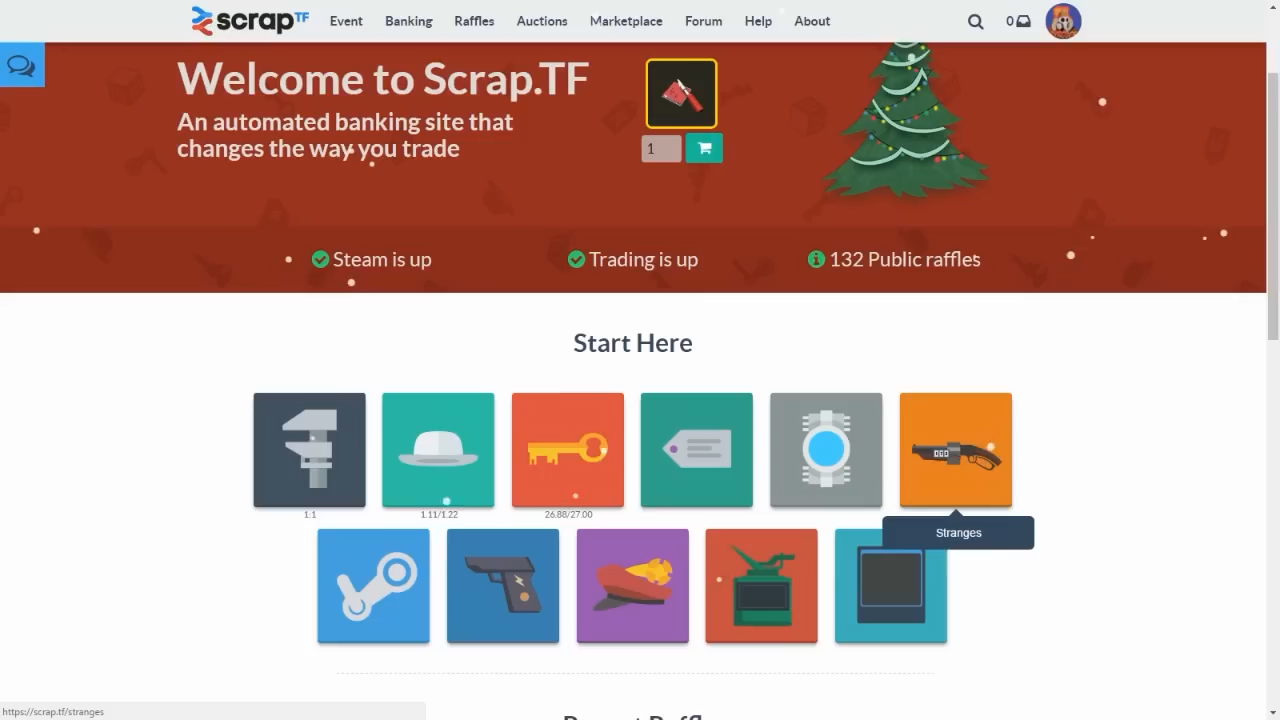 scrapTF
Event
Banking
Raffles
Auctions
Marketplace
Forum
Help
About
0
Welcome to Scrap.TF
An automated banking site that
changes the way you trade
1
Steam is up
Trading is up
132 Public raffles
Start Here
1:1
1.11/1.22
26.88/27.00
Stranges
https://scrap.tf/stranges